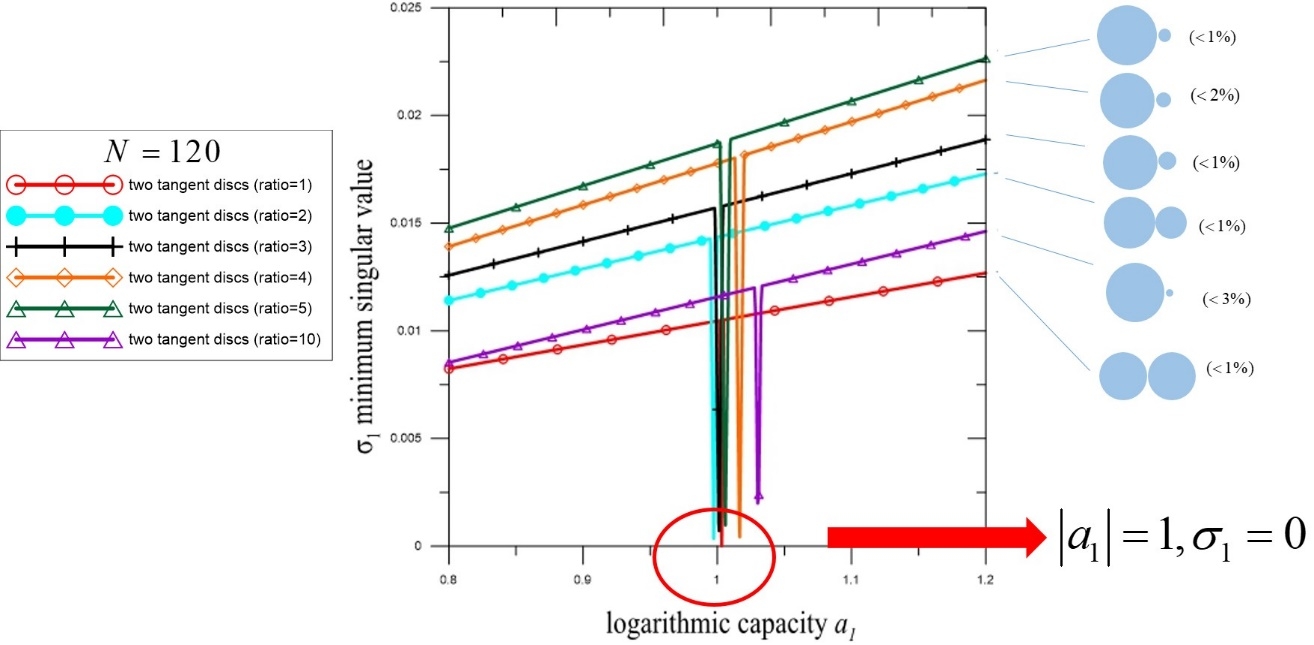 N = 120
two tangent discs (ratio=1)
two tangent discs (ratio=2)
two tangent discs (ratio=3)
two tangent discs (ratio=4)
two tangent discs (ratio=5)
two tangent discs (ratio=10)
σ₁ minimum singular value
0.025
0.02
0.015
0.01
0.005
0
0.8
0.9
1
1.1
1.2
logarithmic capacity a₁
(<1%)
(<2%)
(<1%)
(<1%)
(<3%)
(<1%)
|a₁| = 1, σ₁ = 0